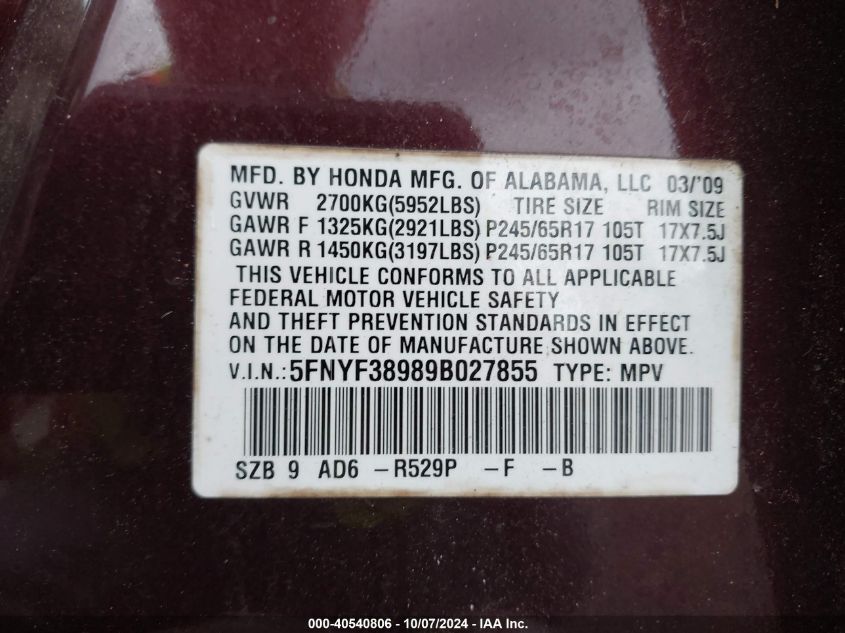 MFD. BY HONDA MFG. OF ALABAMA, LLC 03/'09
GVWR 2700KG(5952LBS) TIRE SIZE RIM SIZE
GAWR F 1325KG(2921LBS) P245/65R17 105T 17X7.5J
GAWR R 1450KG(3197LBS) P245/65R17 105T 17X7.5J
THIS VEHICLE CONFORMS TO ALL APPLICABLE
FEDERAL MOTOR VEHICLE SAFETY
AND THEFT PREVENTION STANDARDS IN EFFECT
ON THE DATE OF MANUFACTURE SHOWN ABOVE.
V.I.N.: 5FNYF38989B027855 TYPE: MPV
SZB 9 AD6 -R529P -F -B
000-40540806 - 10/07/2024 - IAA Inc.